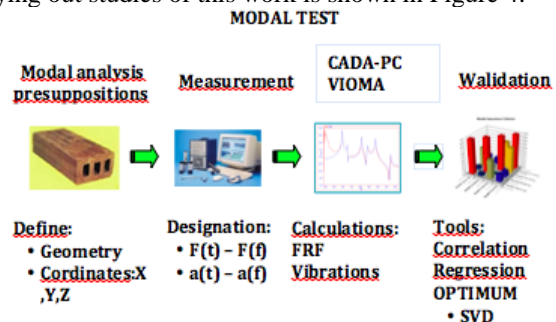 ying out studies of this work is shown in Figure 4.
MODAL TEST
Modal analysis
presuppositions
Measurement
CADA-PC
VIOMA
Walidation
Define:
• Geometry
• Cordinates:X
,Y,Z
Designation:
• F(t) – F(f)
• a(t) – a(f)
Calculations:
FRF
Vibrations
Tools:
Correlation
Regression
OPTIMUM
• SVD